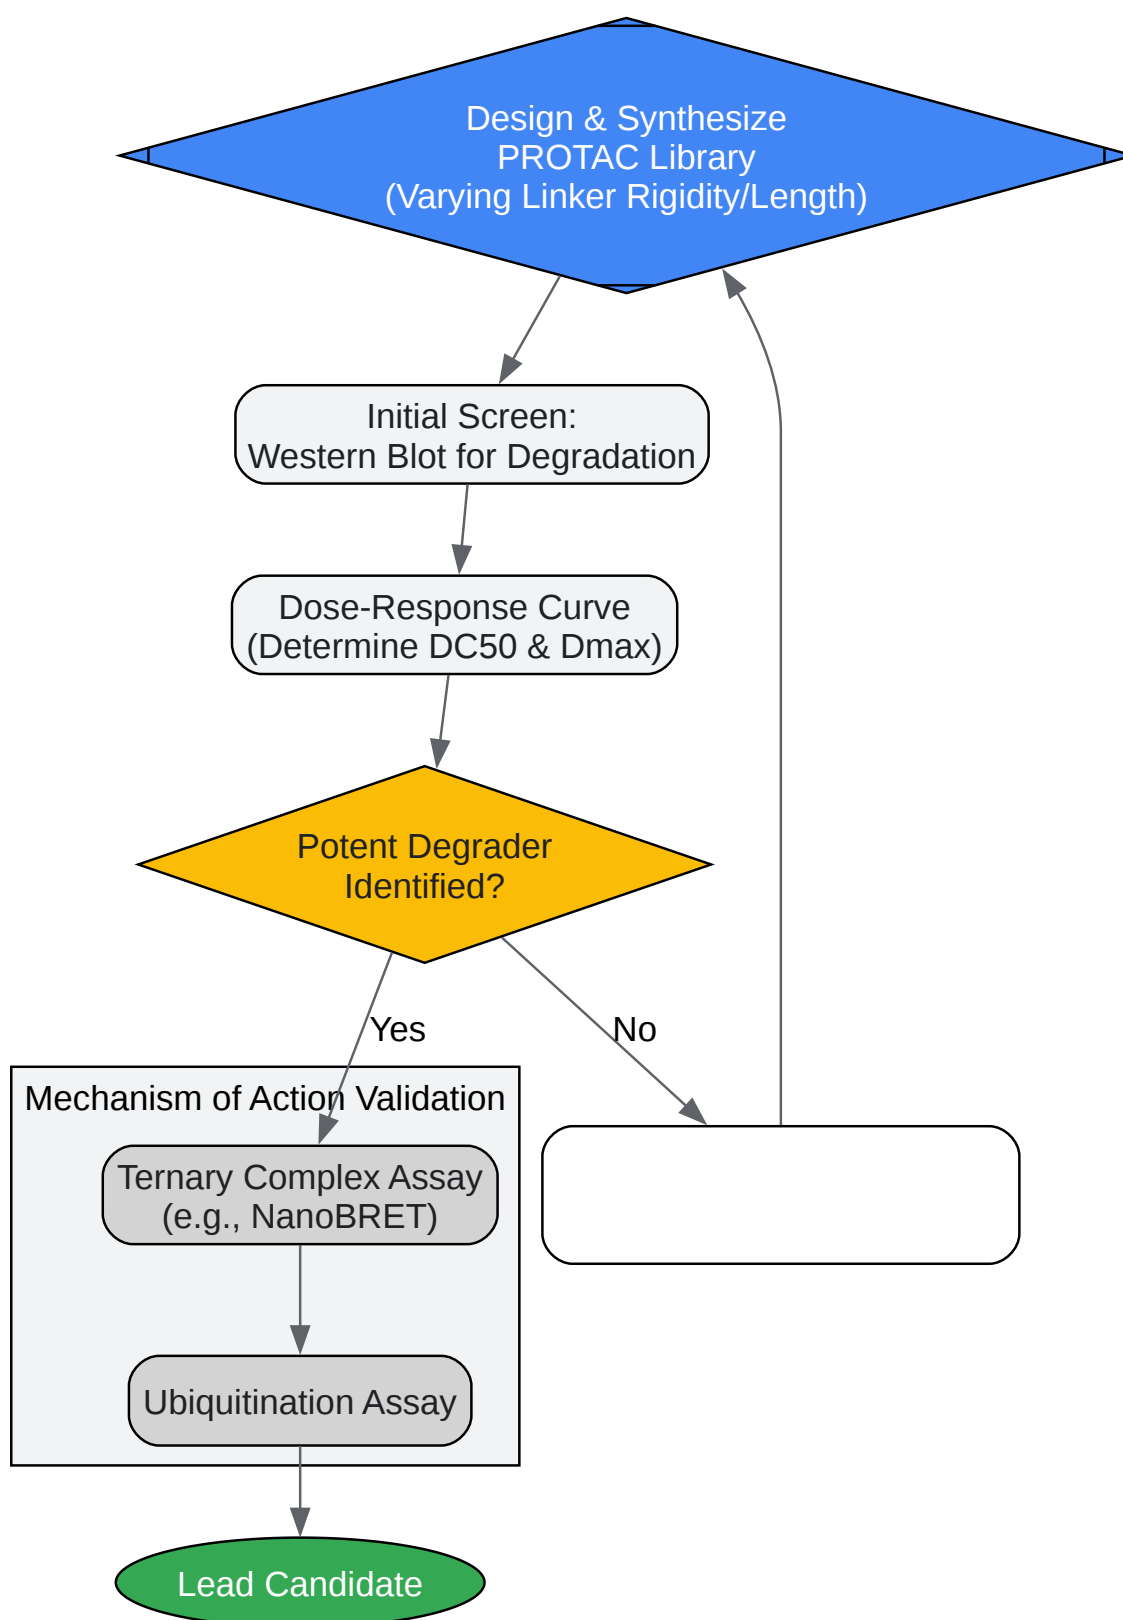 Design & Synthesize
PROTAC Library
(Varying Linker Rigidity/Length)
Initial Screen:
Western Blot for Degradation
Dose-Response Curve
(Determine DC50 & Dmax)
Potent Degrader
Identified?
Yes
No
Mechanism of Action Validation
Ternary Complex Assay
(e.g., NanoBRET)
Ubiquitination Assay
Lead Candidate